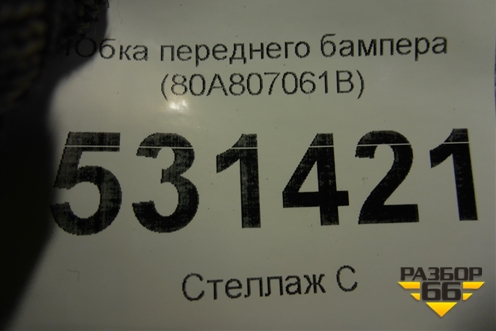 Юбка переднего бампера
(80A807061B)
531421
Стеллаж С
РАЗБОР
66